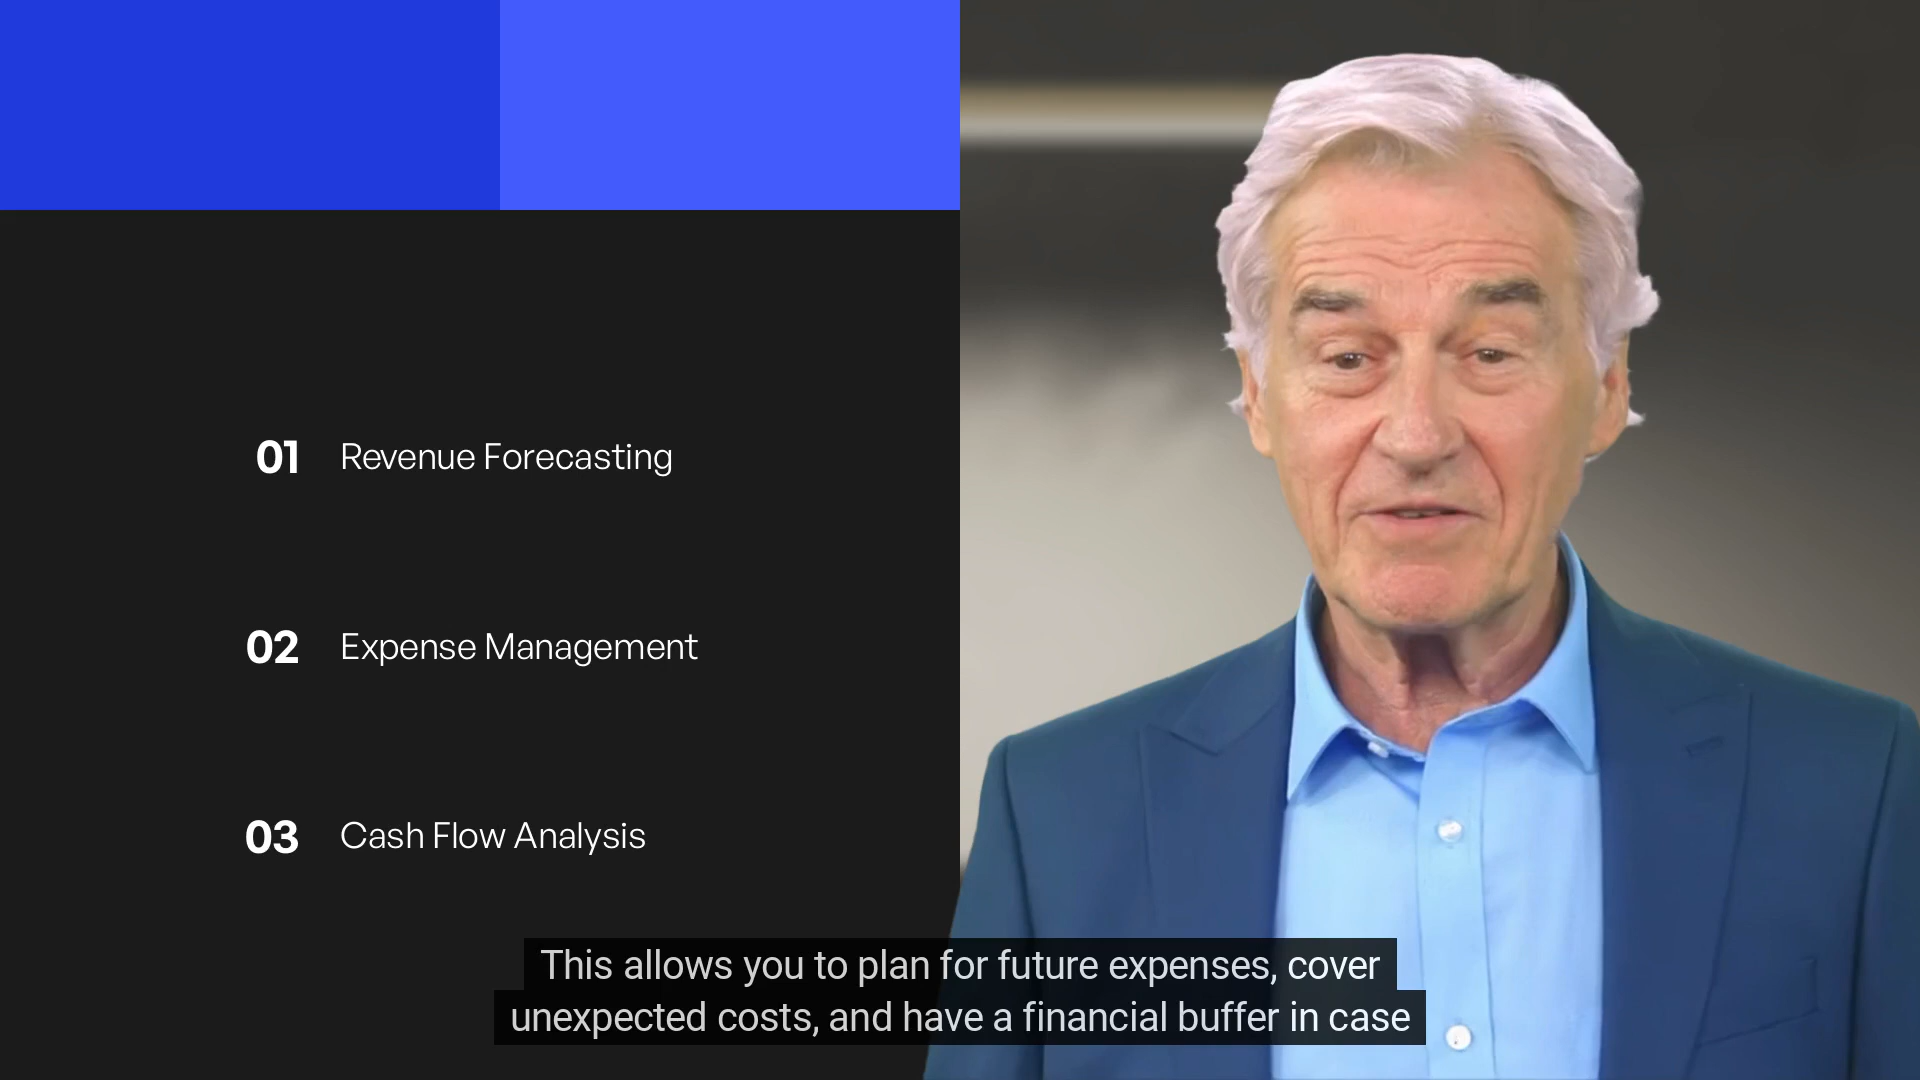 01 Revenue Forecasting
02 Expense Management
03 Cash Flow Analysis
This allows you to plan for future expenses, cover
unexpected costs, and have a financial buffer in case